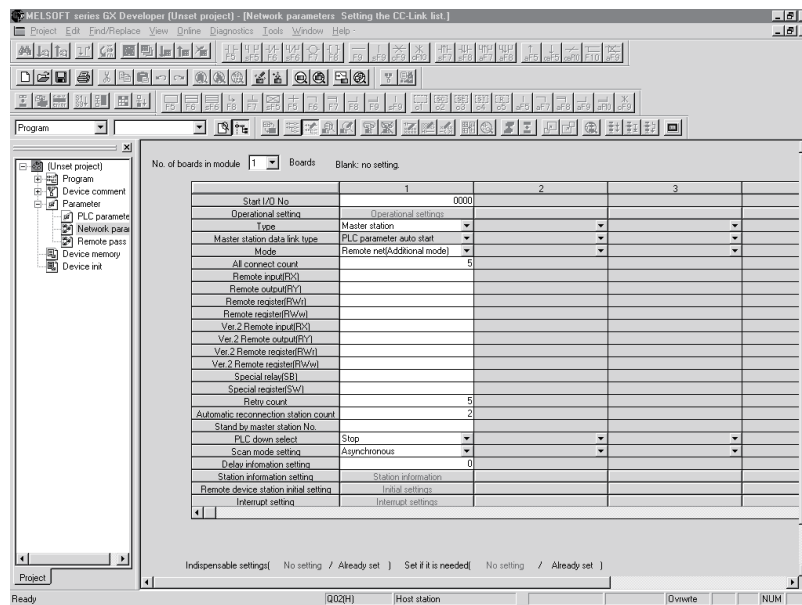 MELSOFT series GX Developer (Unset project) - [Network parameters Setting the CC-Link list.]
Project Edit Find/Replace View Online Diagnostics Tools Window Help -
Program
No. of boards in module 1 Boards Blank: no setting.
(Unset project)
Program
Device comment
Parameter
PLC paramete
Network parar
Remote pass
Device memory
Device init
1 2 3
Start I/O No 0000
Operational setting Operational settings
Type Master station
Master station data link type PLC parameter auto start
Mode Remote net(Additional mode)
All connect count 5
Remote input(RX)
Remote output(RY)
Remote register(RWr)
Remote register(RWw)
Ver.2 Remote input(RX)
Ver.2 Remote output(RY)
Ver.2 Remote register(RWr)
Ver.2 Remote register(RWw)
Special relay(SB)
Special register(SW)
Retry count 5
Automatic reconnection station count 2
Stand by master station No.
PLC down select Stop
Scan mode setting Asynchronous
Delay infomation setting 0
Station information setting Station information
Remote device station initial setting Initial settings
Interrupt setting Interrupt settings
Indispensable settings( No setting / Already set ) Set if it is needed( No setting / Already set )
Project
Ready Q02(H) Host station Ovrwrte NUM